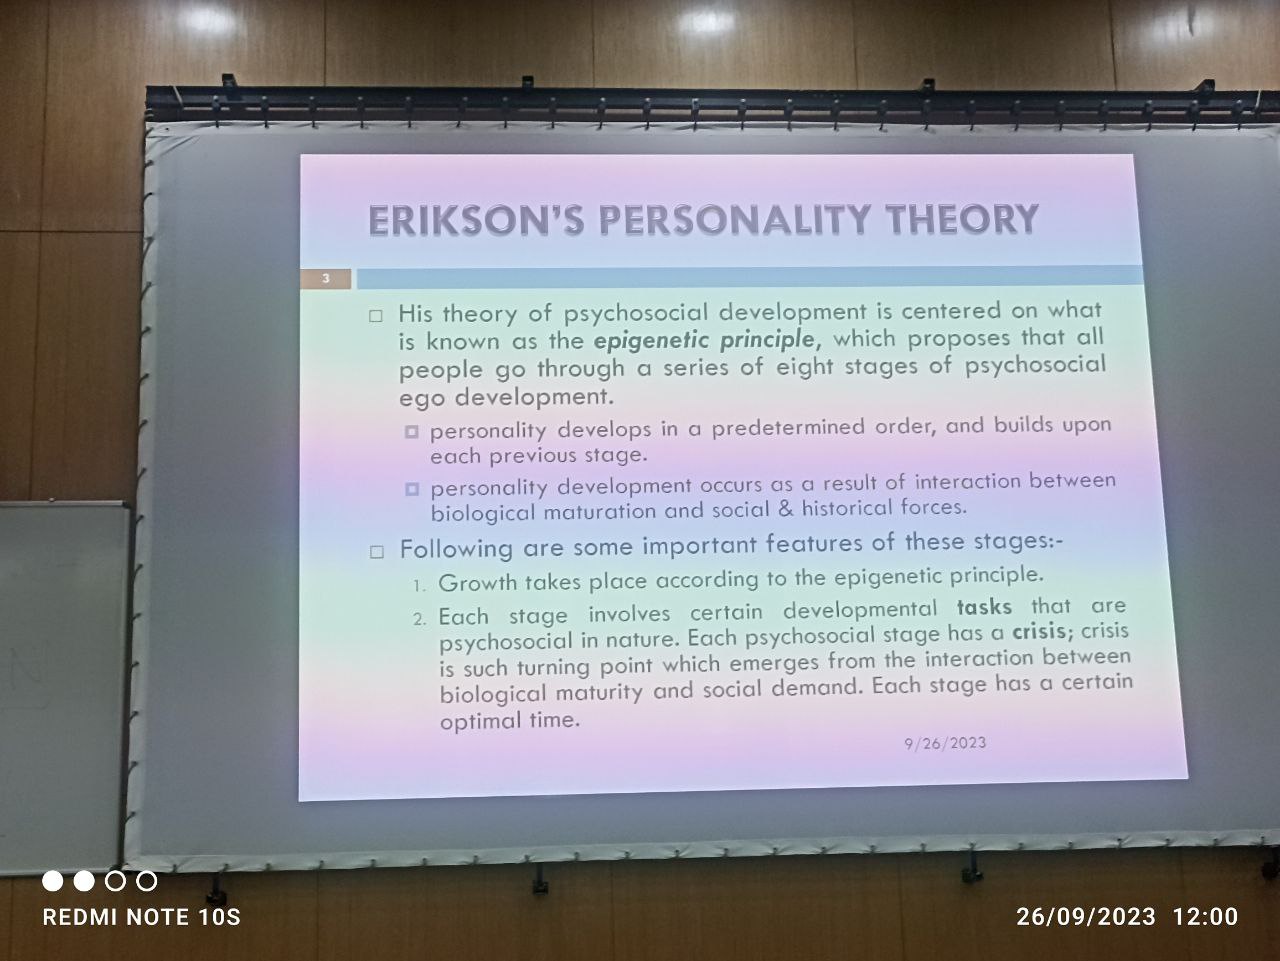 ERIKSON'S PERSONALITY THEORY
3
His theory of psychosocial development is centered on what
is known as the epigenetic principle, which proposes that all
people go through a series of eight stages of psychosocial
ego development.
personality develops in a predetermined order, and builds upon
each previous stage.
personality development occurs as a result of interaction between
biological maturation and social & historical forces.
Following are some important features of these stages:-
1. Growth takes place according to the epigenetic principle.
2. Each stage involves certain developmental tasks that are
psychosocial in nature. Each psychosocial stage has a crisis; crisis
is such turning point which emerges from the interaction between
biological maturity and social demand. Each stage has a certain
optimal time.
9/26/2023
REDMI NOTE 10S
26/09/2023 12:00